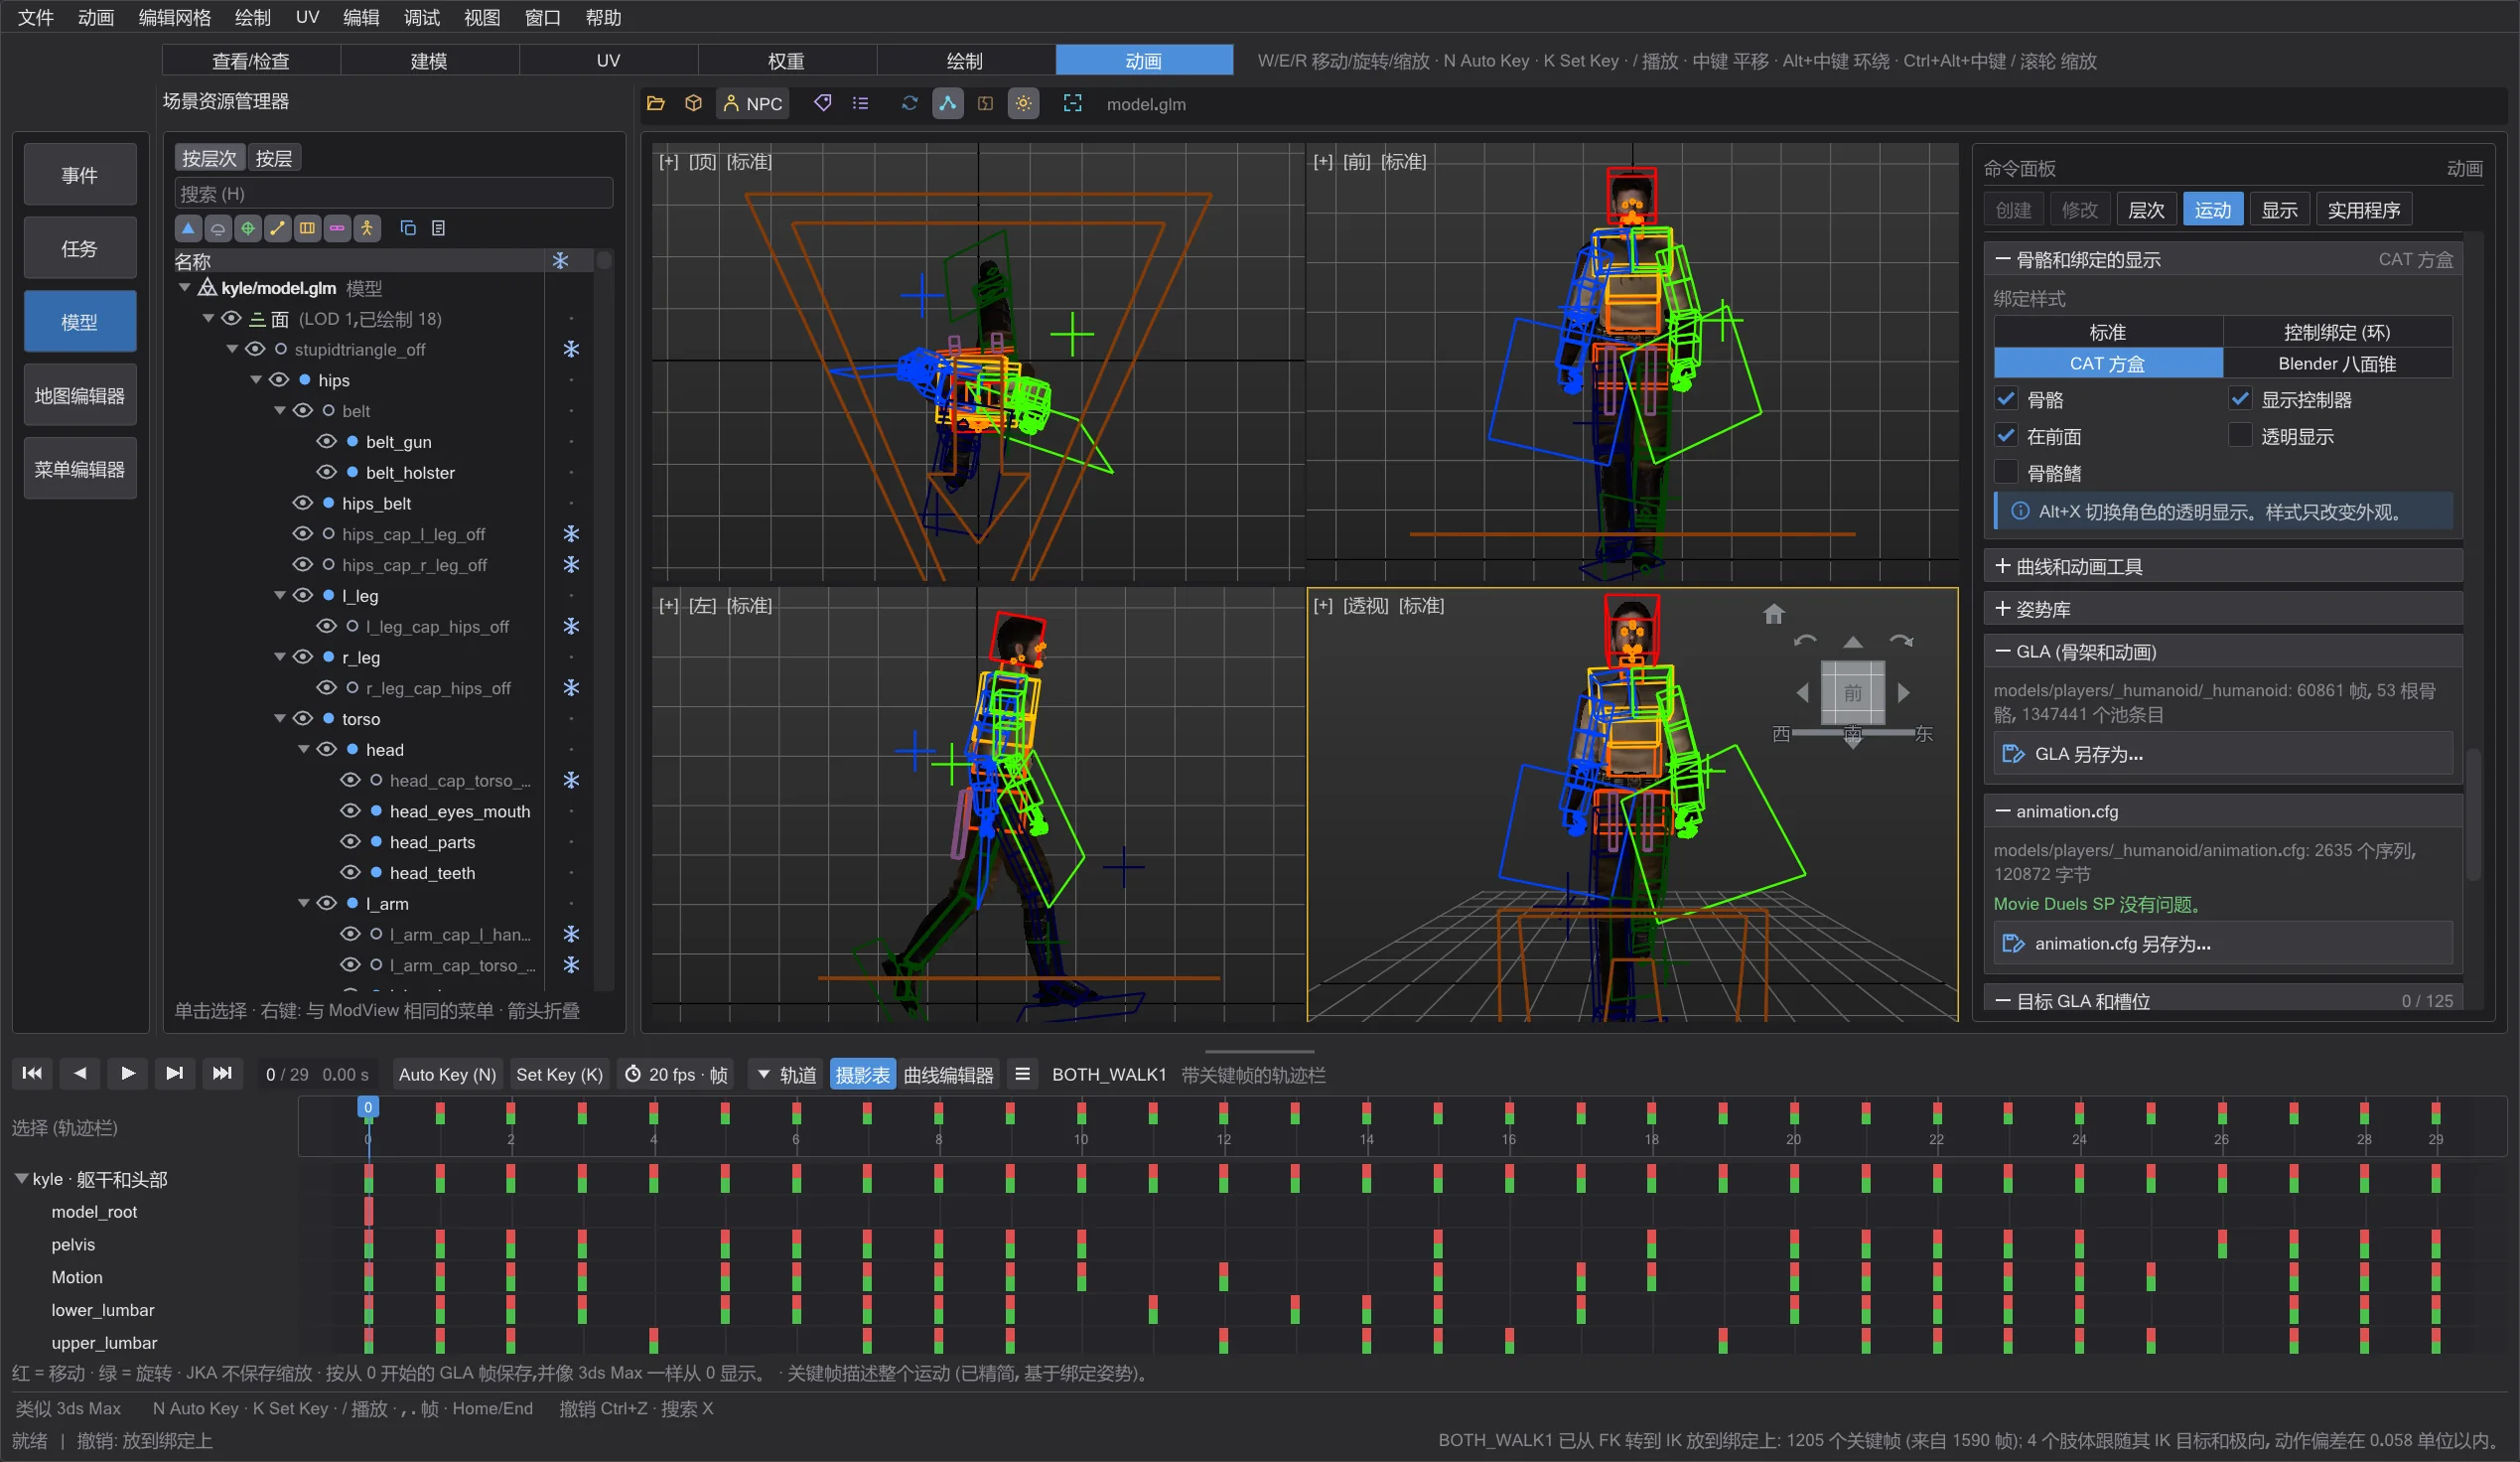 文件 动画 编辑网格 绘制 UV 编辑 调试 视图 窗口 帮助
查看/检查 建模 UV 权重 绘制 动画 W/E/R 移动/旋转/缩放 · N Auto Key · K Set Key · / 播放 · 中键 平移 · Alt+中键 环绕 · Ctrl+Alt+中键 / 滚轮 缩放
场景资源管理器
NPC model.glm
事件
任务
模型
地图编辑器
菜单编辑器
按层次 按层
搜索 (H)
名称
kyle/model.glm 模型
面 (LOD 1,已绘制 18)
stupidtriangle_off
hips
belt
belt_gun
belt_holster
hips_belt
hips_cap_l_leg_off
hips_cap_r_leg_off
l_leg
l_leg_cap_hips_off
r_leg
r_leg_cap_hips_off
torso
head
head_cap_torso_...
head_eyes_mouth
head_parts
head_teeth
l_arm
l_arm_cap_l_han...
l_arm_cap_torso_...
单击选择 · 右键: 与 ModView 相同的菜单 · 箭头折叠
[+] [顶] [标准]
[+] [前] [标准]
[+] [左] [标准]
[+] [透视] [标准]
前
西 南 东
命令面板 动画
创建 修改 层次 运动 显示 实用程序
骨骼和绑定的显示 CAT 方盒
绑定样式
标准 控制绑定 (环)
CAT 方盒 Blender 八面锥
骨骼 显示控制器
在前面 透明显示
骨骼鳍
Alt+X 切换角色的透明显示。样式只改变外观。
曲线和动画工具
姿势库
GLA (骨架和动画)
models/players/_humanoid/_humanoid: 60861 帧, 53 根骨
骼, 1347441 个池条目
GLA 另存为...
animation.cfg
models/players/_humanoid/animation.cfg: 2635 个序列,
120872 字节
Movie Duels SP 没有问题。
animation.cfg 另存为...
目标 GLA 和槽位 0 / 125
0 / 29 0.00 s Auto Key (N) Set Key (K) 20 fps · 帧 轨道 摄影表 曲线编辑器 BOTH_WALK1 带关键帧的轨迹栏
0
选择 (轨迹栏)
0 2 4 6 8 10 12 14 16 18 20 22 24 26 28 29
kyle · 躯干和头部
model_root
pelvis
Motion
lower_lumbar
upper_lumbar
红 = 移动 · 绿 = 旋转 · JKA 不保存缩放 · 按从 0 开始的 GLA 帧保存,并像 3ds Max 一样从 0 显示。 · 关键帧描述整个运动 (已精简, 基于绑定姿势)。
类似 3ds Max N Auto Key · K Set Key · / 播放 · , . 帧 · Home/End 撤销 Ctrl+Z · 搜索 X
就绪 | 撤销: 放到绑定上
BOTH_WALK1 已从 FK 转到 IK 放到绑定上: 1205 个关键帧 (来自 1590 帧); 4 个肢体跟随其 IK 目标和极向, 动作偏差在 0.058 单位以内。